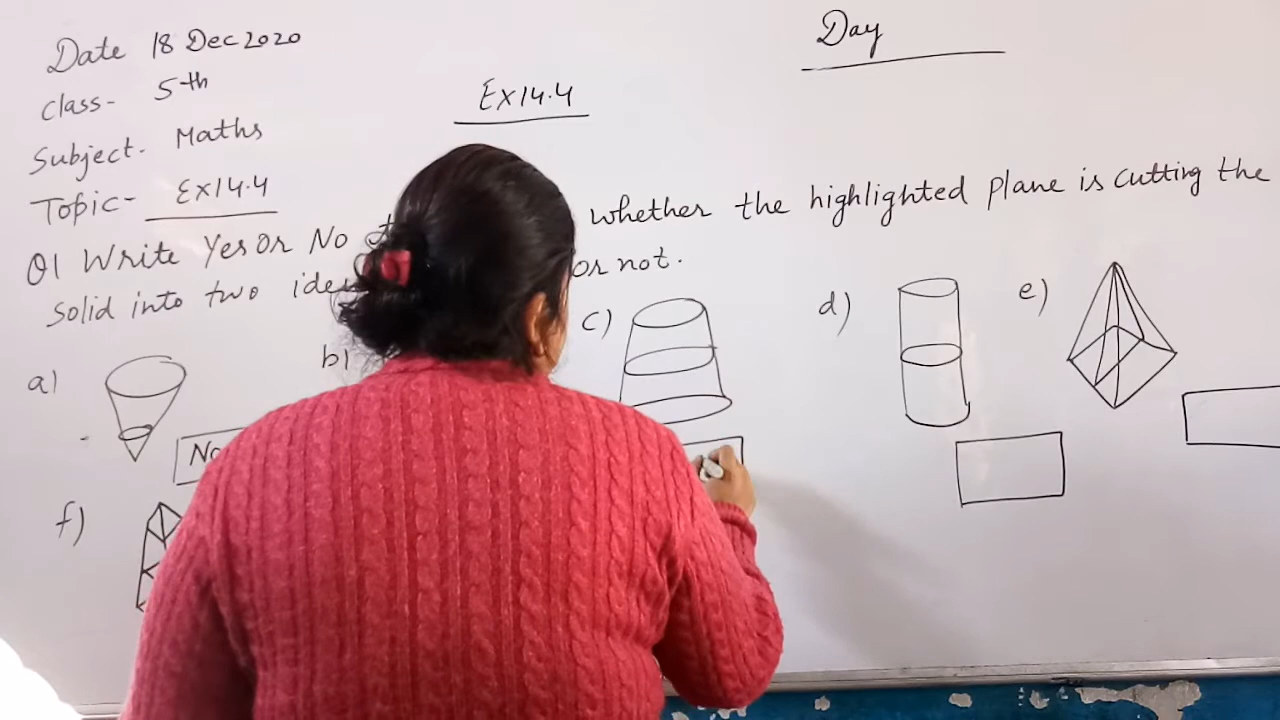 Date 18 Dec 2020
Day
Class- 5th
Ex14.4
Subject- Maths
Topic- Ex14.4
Q1 Write Yes Or No whether the highlighted plane is cutting the
solid into two or not.
a) b) c) d) e)
No
f)